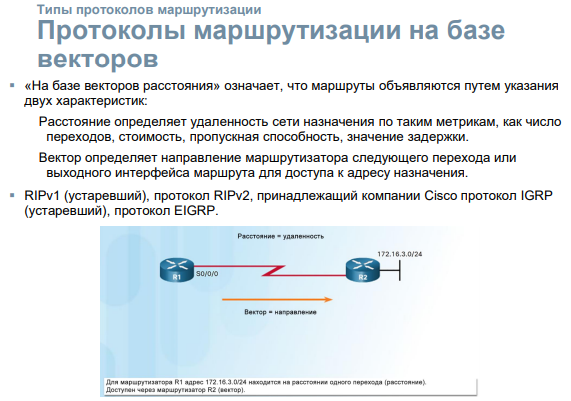 Типы протоколов маршрутизации
Протоколы маршрутизации на базе
векторов
▪ «На базе векторов расстояния» означает, что маршруты объявляются путем указания
двух характеристик:
Расстояние определяет удаленность сети назначения по таким метрикам, как число
переходов, стоимость, пропускная способность, значение задержки.
Вектор определяет направление маршрутизатора следующего перехода или
выходного интерфейса маршрута для доступа к адресу назначения.
▪ RIPv1 (устаревший), протокол RIPv2, принадлежащий компании Cisco протокол IGRP
(устаревший), протокол EIGRP.
Расстояние = удаленность
172.16.3.0/24
R1
S0/0/0
R2
Вектор = направление
Для маршрутизатора R1 адрес 172.16.3.0/24 находится на расстоянии одного перехода (расстояние).
Доступен через маршрутизатор R2 (вектор).